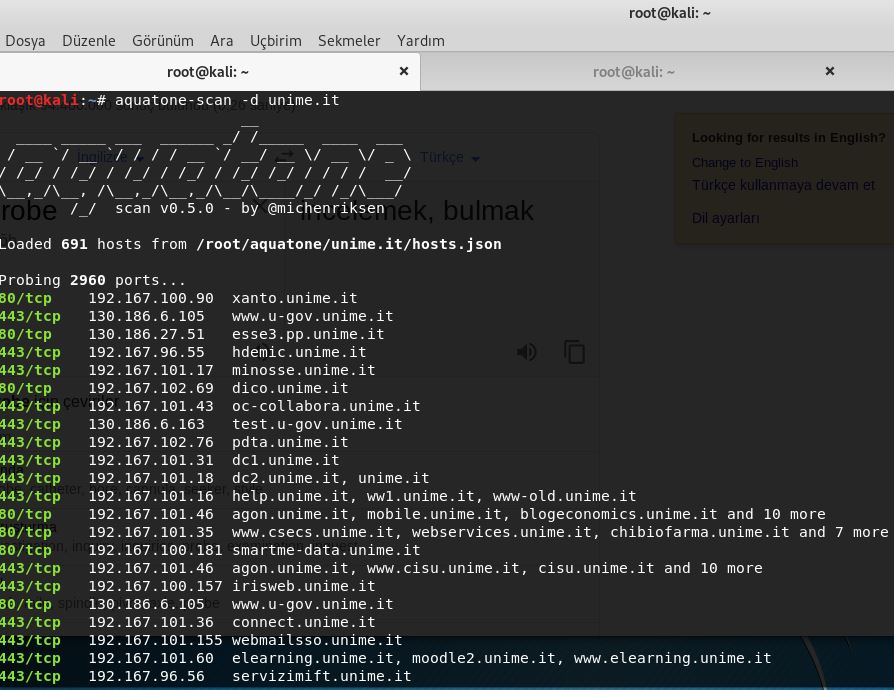 root@kali: ~
Dosya Düzenle Görünüm Ara Uçbirim Sekmeler Yardım
root@kali: ~ × root@kali: ~ ×
root@kali:~# aquatone-scan -d unime.it
Looking for results in English?
İngilizce Türkçe
Change to English
Türkçe kullanmaya devam et
scan v0.5.0 - by @michenriksen
robe incelemek, bulmak
Dil ayarları
Loaded 691 hosts from /root/aquatone/unime.it/hosts.json
Probing 2960 ports...
80/tcp 192.167.100.90 xanto.unime.it
443/tcp 130.186.6.105 www.u-gov.unime.it
80/tcp 130.186.27.51 esse3.pp.unime.it
443/tcp 192.167.96.55 hdemic.unime.it
443/tcp 192.167.101.17 minosse.unime.it
80/tcp 192.167.102.69 dico.unime.it
443/tcp 192.167.101.43 oc-collabora.unime.it
443/tcp 130.186.6.163 test.u-gov.unime.it
443/tcp 192.167.102.76 pdta.unime.it
443/tcp 192.167.101.31 dc1.unime.it
443/tcp 192.167.101.18 dc2.unime.it, unime.it
443/tcp 192.167.101.16 help.unime.it, ww1.unime.it, www-old.unime.it
80/tcp 192.167.101.46 agon.unime.it, mobile.unime.it, blogeconomics.unime.it and 10 more
80/tcp 192.167.101.35 www.csecs.unime.it, webservices.unime.it, chibiofarma.unime.it and 7 more
80/tcp 192.167.100.181 smartme-data.unime.it
443/tcp 192.167.101.46 agon.unime.it, www.cisu.unime.it, cisu.unime.it and 10 more
443/tcp 192.167.100.157 irisweb.unime.it
80/tcp 130.186.6.105 www.u-gov.unime.it
443/tcp 192.167.101.36 connect.unime.it
443/tcp 192.167.101.155 webmailsso.unime.it
443/tcp 192.167.101.60 elearning.unime.it, moodle2.unime.it, www.elearning.unime.it
443/tcp 192.167.96.56 servizimift.unime.it